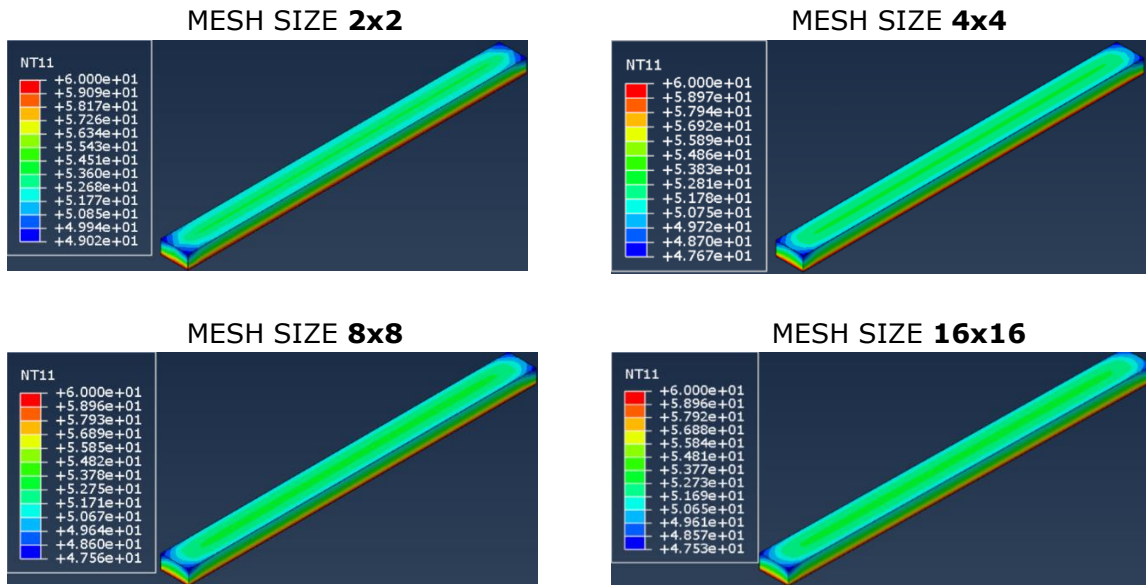 MESH SIZE 2x2
NT11
+6.000e+01
+5.909e+01
+5.817e+01
+5.726e+01
+5.634e+01
+5.543e+01
+5.451e+01
+5.360e+01
+5.268e+01
+5.177e+01
+5.085e+01
+4.994e+01
+4.902e+01
MESH SIZE 4x4
NT11
+6.000e+01
+5.897e+01
+5.794e+01
+5.692e+01
+5.589e+01
+5.486e+01
+5.383e+01
+5.281e+01
+5.178e+01
+5.075e+01
+4.972e+01
+4.870e+01
+4.767e+01
MESH SIZE 8x8
NT11
+6.000e+01
+5.896e+01
+5.793e+01
+5.689e+01
+5.585e+01
+5.482e+01
+5.378e+01
+5.275e+01
+5.171e+01
+5.067e+01
+4.964e+01
+4.860e+01
+4.756e+01
MESH SIZE 16x16
NT11
+6.000e+01
+5.896e+01
+5.792e+01
+5.688e+01
+5.584e+01
+5.481e+01
+5.377e+01
+5.273e+01
+5.169e+01
+5.065e+01
+4.961e+01
+4.857e+01
+4.753e+01